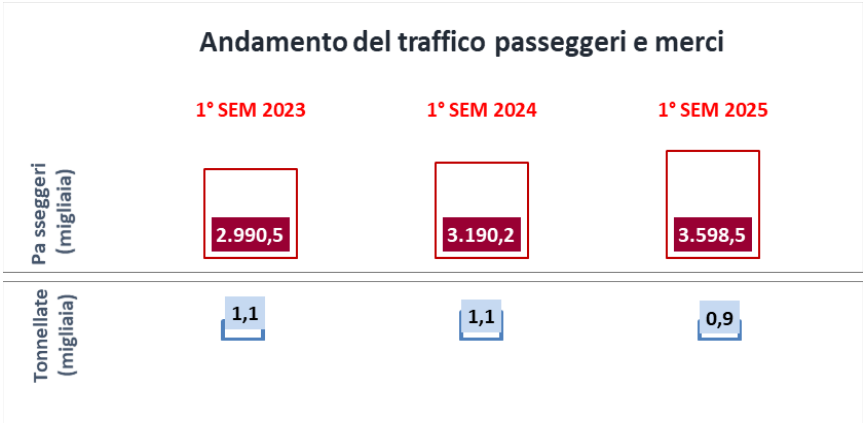 Andamento del traffico passeggeri e merci
1° SEM 2023 1° SEM 2024 1° SEM 2025
Pa sseggeri
(migliaia)
2.990,5 3.190,2 3.598,5
Tonnellate
(migliaia)
1,1 1,1 0,9